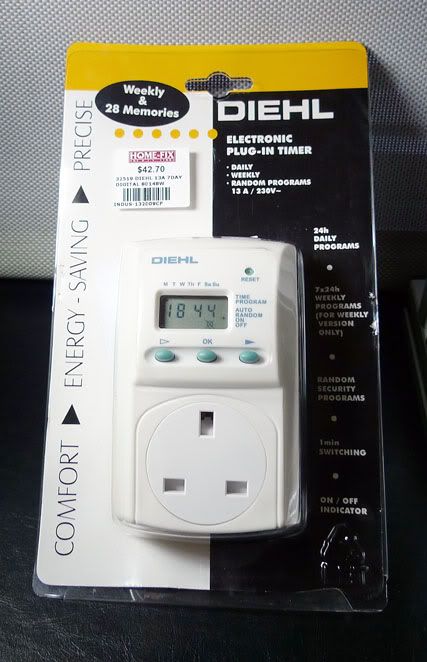 Weekly
&
28 Memories
DIEHL
ELECTRONIC
PLUG-IN TIMER
• DAILY
• WEEKLY
• RANDOM PROGRAMS
13 A / 230V~
HOME-FIX
$42.70
32519 DIEHL 13A 7DAY
DIGITAL 8014BW
COMFORT ▶ ENERGY - SAVING ▶ PRECISE
24h
DAILY
PROGRAMS
7x24h
WEEKLY
PROGRAMS
(FOR WEEKLY
VERSION
ONLY)
RANDOM
SECURITY
PROGRAMS
1min
SWITCHING
ON / OFF
INDICATOR
DIEHL
RESET
M T W Th F Sa Su
18:44
TIME
PROGRAM
AUTO
RANDOM
ON
OFF
OK